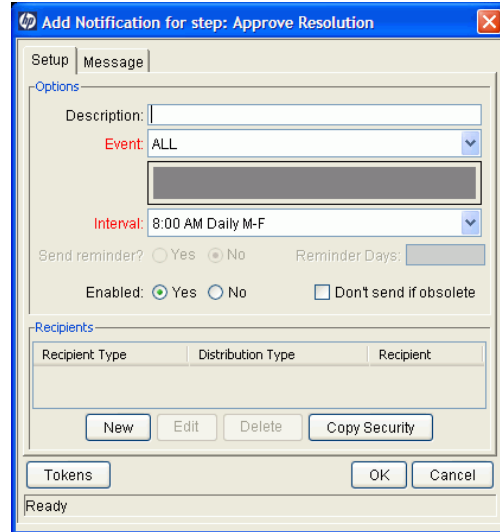 hp Add Notification for step: Approve Resolution
Setup Message
Options
Description:
Event: ALL
Interval: 8:00 AM Daily M-F
Send reminder? Yes No Reminder Days:
Enabled: Yes No Don't send if obsolete
Recipients
Recipient Type Distribution Type Recipient
New Edit Delete Copy Security
Tokens OK Cancel
Ready